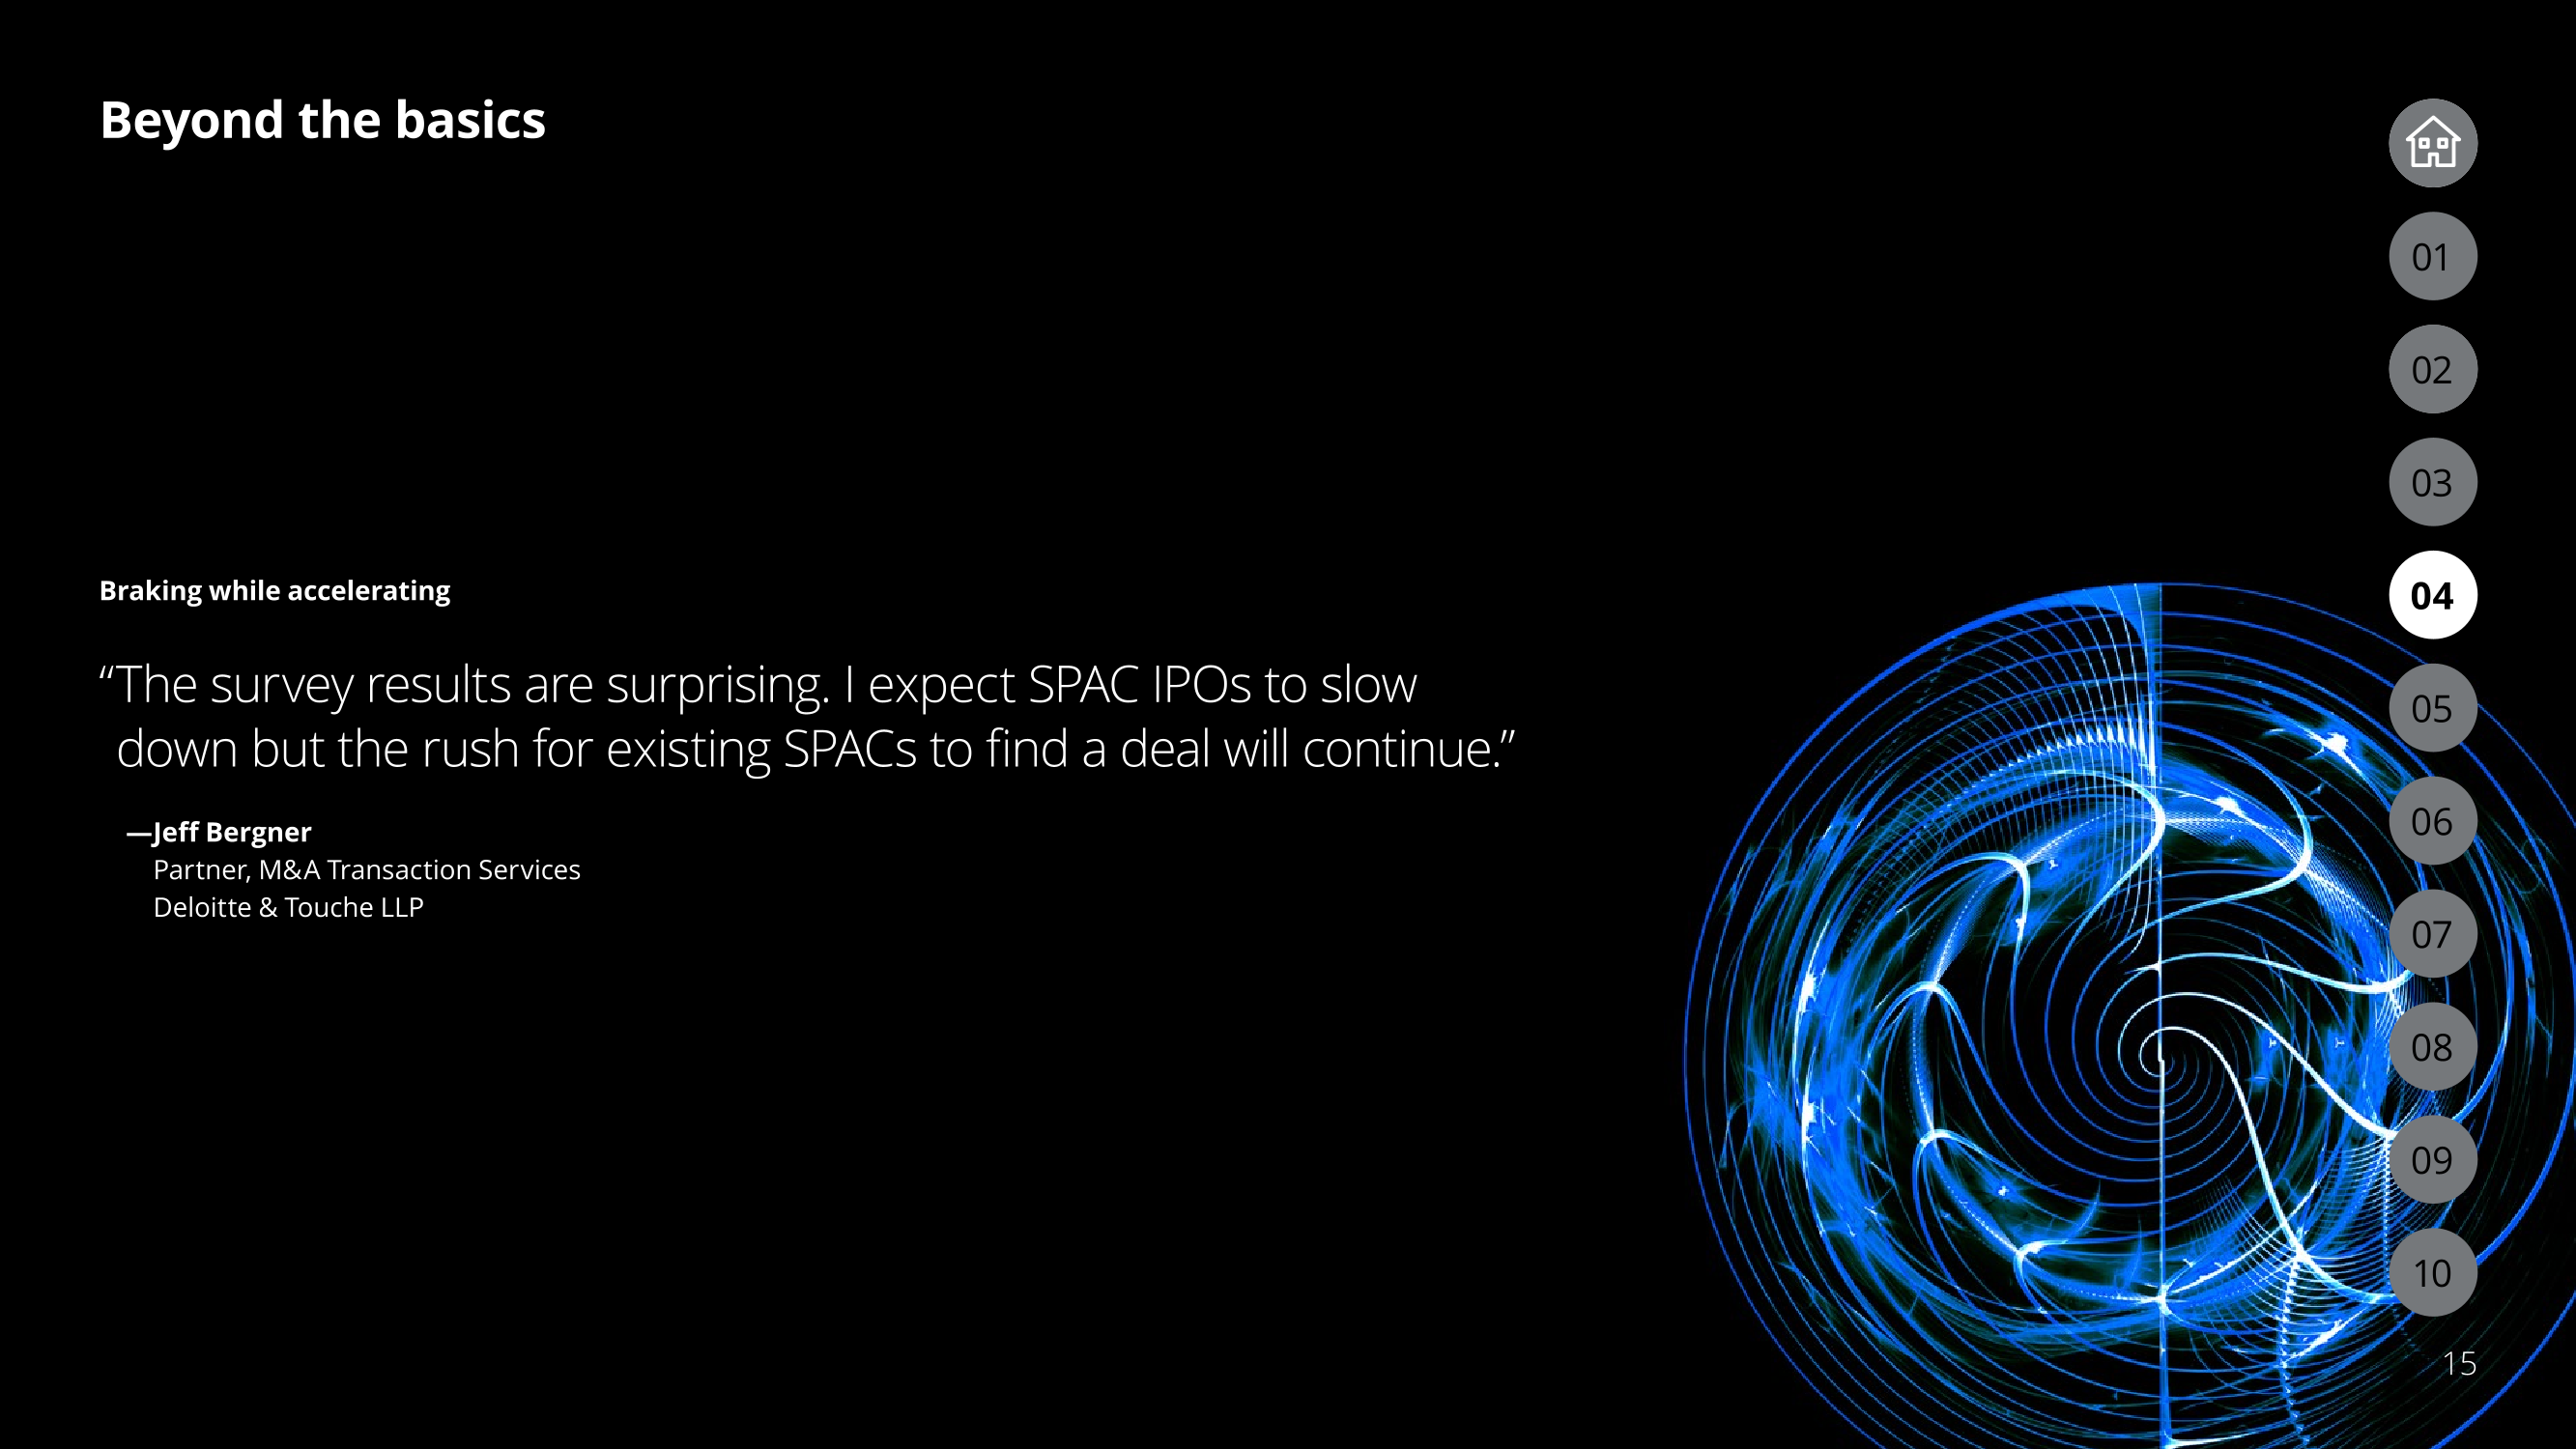 Beyond the basics
01
02
03
Braking while accelerating
04
“The survey results are surprising. I expect SPAC IPOs to slow
down but the rush for existing SPACs to find a deal will continue.”
05
—Jeff Bergner
Partner, M&A Transaction Services
Deloitte & Touche LLP
06
07
08
09
10
15